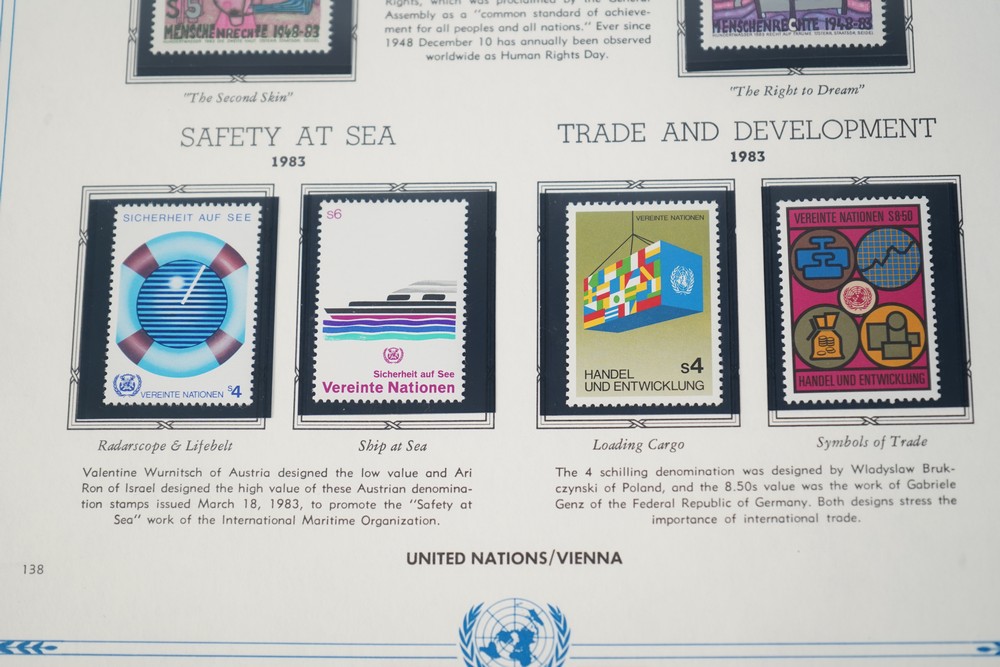 S5
MENSCHENRECHTE 1948-83
Rights, which was proclaimed by the General
Assembly as a "common standard of achieve-
ment for all peoples and all nations." Ever since
1948 December 10 has annually been observed
worldwide as Human Rights Day.
MENSCHENRECHTE 1948-83
"The Second Skin"
"The Right to Dream"
SAFETY AT SEA
1983
TRADE AND DEVELOPMENT
1983
SICHERHEIT AUF SEE
VEREINTE NATIONEN S4
S6
Sicherheit auf See
Vereinte Nationen
VEREINTE NATIONEN
S4
HANDEL
UND ENTWICKLUNG
VEREINTE NATIONEN S8·50
HANDEL UND ENTWICKLUNG
Radarscope & Lifebelt
Ship at Sea
Loading Cargo
Symbols of Trade
Valentine Wurnitsch of Austria designed the low value and Ari
Ron of Israel designed the high value of these Austrian denomina-
tion stamps issued March 18, 1983, to promote the "Safety at
Sea" work of the International Maritime Organization.
The 4 schilling denomination was designed by Wladyslaw Bruk-
czynski of Poland, and the 8.50s value was the work of Gabriele
Genz of the Federal Republic of Germany. Both designs stress the
importance of international trade.
UNITED NATIONS/VIENNA
138